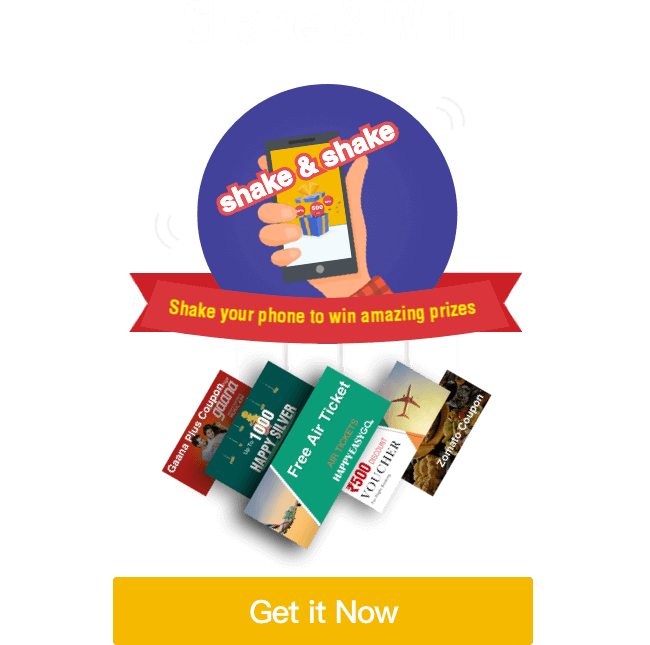 shake & shake
500
Shake your phone to win amazing prizes
Gaana Plus Coupon
gaana
Up To 1000
HAPPY SILVER
Free Air Ticket
AIR TICKETS
HAPPYEASYGO
₹500 DISCOUNT
VOUCHER
Zomato Coupon
Get it Now